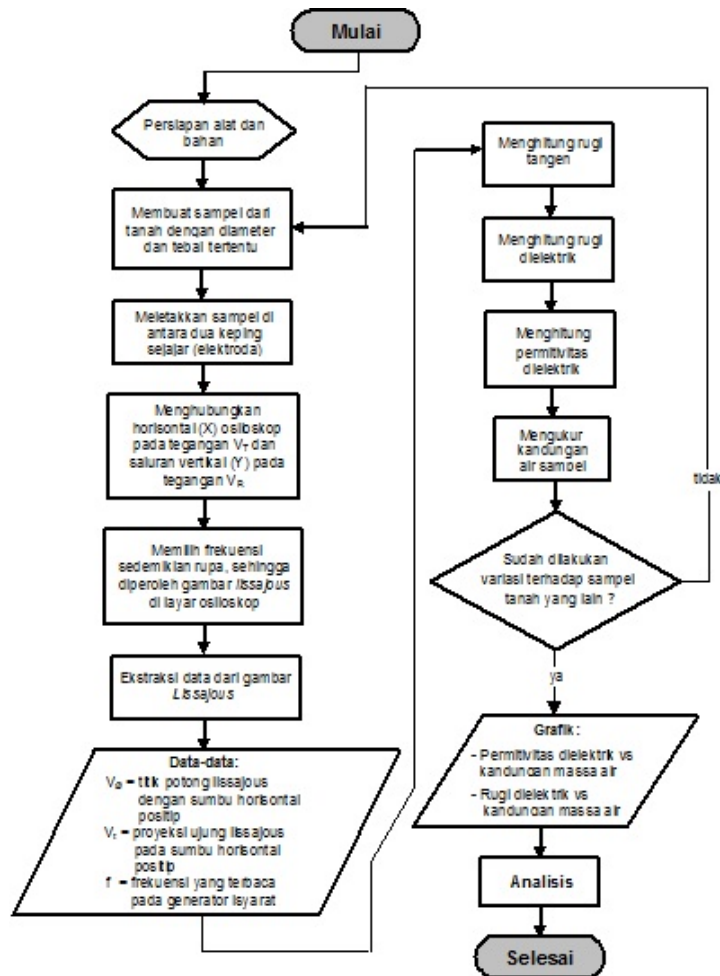 Mulai
Persiapan alat dan
bahan
Membuat sampel dari
tanah dengan diameter
dan tebal tertentu
Meletakkan sampel di
antara dua keping
sejajar (elektroda)
Menghubungkan
horisontal (X) osiloskop
pada tegangan V_T dan
saluran vertikal (Y) pada
tegangan V_R
Memilih frekuensi
sedemikian rupa, sehingga
diperoleh gambar lissajous
di layar osiloskop
Ekstraksi data dari gambar
Lissajous
Data-data:
V_ø = titik potong lissajous
dengan sumbu horisontal
positip
V_t = proyeksi ujung lissajous
pada sumbu horisontal
positip
f = frekuensi yang terbaca
pada generator isyarat
Menghitung rugi
tangen
Menghitung rugi
dielektrik
Menghitung
permitivitas
dielektrik
Mengukur
kandungan
air sampel
tidak
Sudah dilakukan
variasi terhadap sampel
tanah yang lain ?
ya
Grafik:
- Permitivitas dielektrik vs
kandungan massa air
- Rugi dielektrik vs
kandungan massa air
Analisis
Selesai